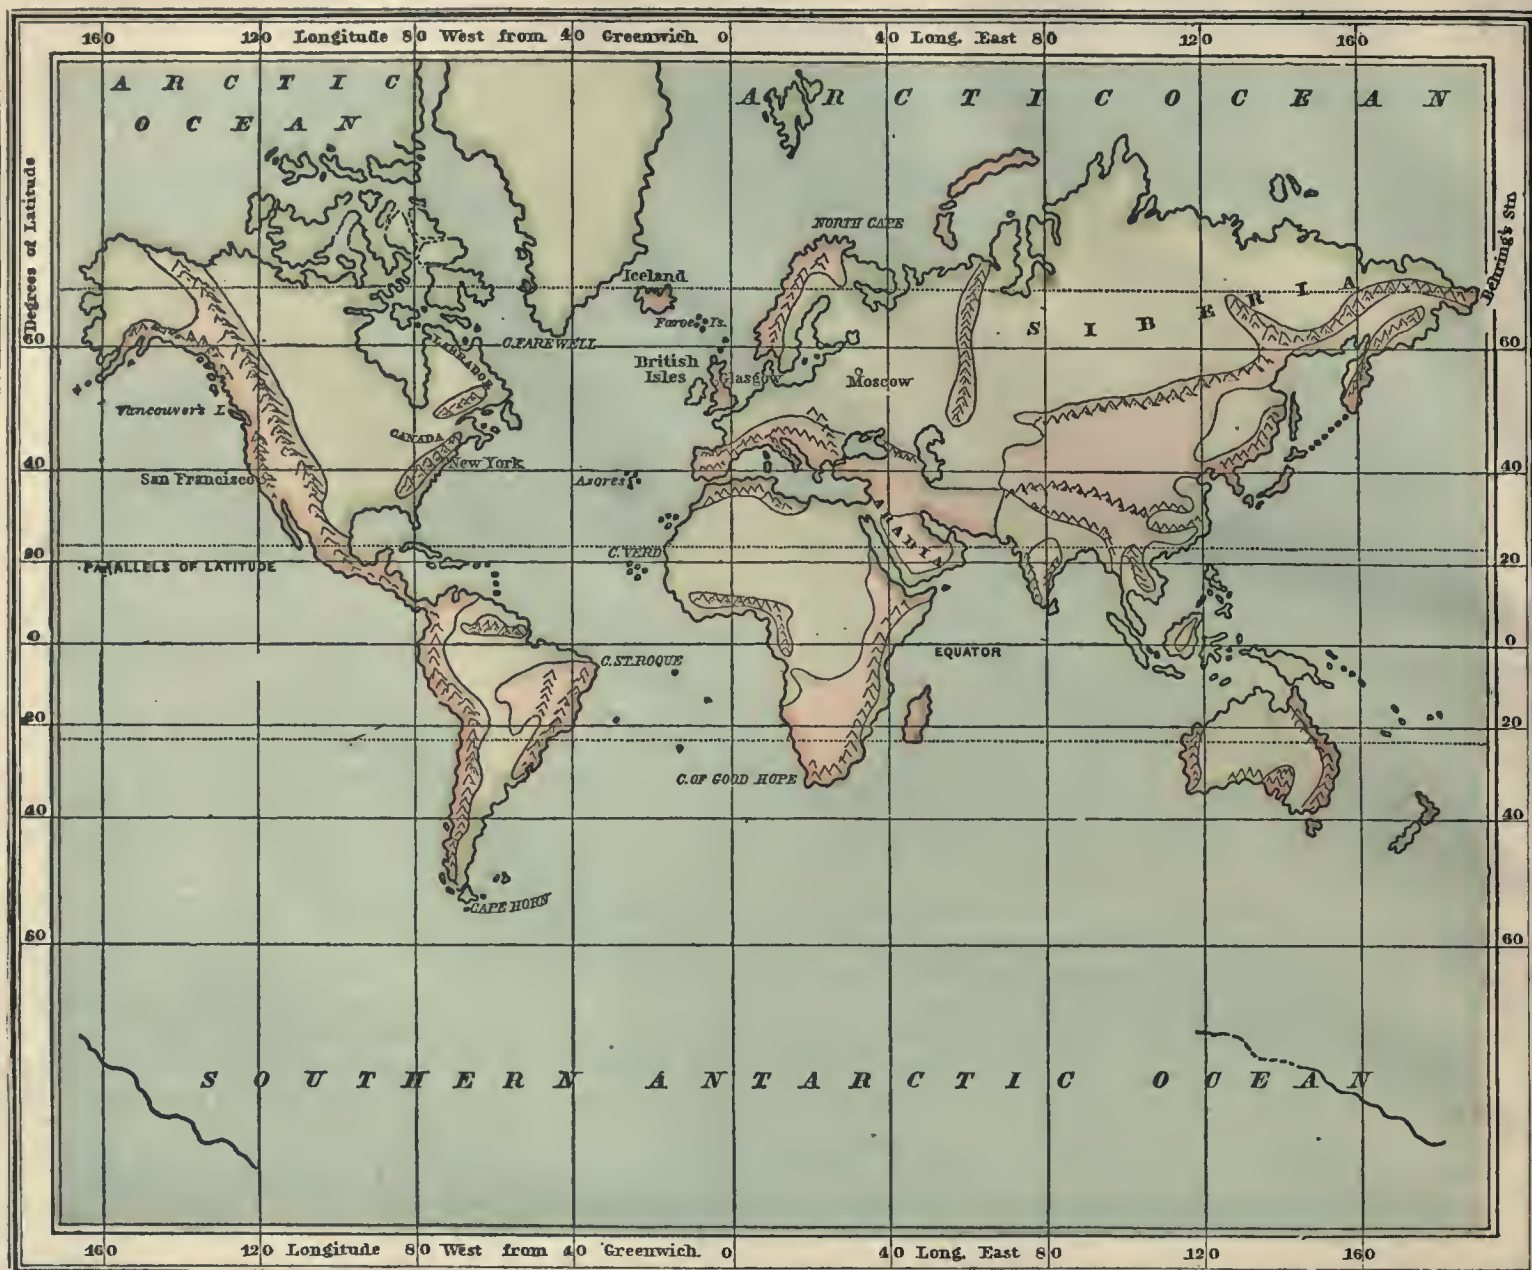 160 120 Longitude 80 West from 40 Greenwich. 0 40 Long. East 80 120 160
ARCTIC
OCEAN
ARCTIC OCEAN
Degrees of Latitude
Behring's Stn
NORTH CAPE
Iceland
Faroe Is.
SIBERIA
60 60
C. FAREWELL
LABRADOR
British
Isles
Glasgow
Moscow
Vancouver's I.
CANADA
New York
40 40
San Francisco
Azores
ARABIA
C. VERD
20 20
PARALLELS OF LATITUDE
0 0
EQUATOR
C. ST. ROQUE
20 20
C. OF GOOD HOPE
40 40
CAPE HORN
60 60
SOUTHERN ANTARCTIC OCEAN
160 120 Longitude 80 West from 40 Greenwich. 0 40 Long. East 80 120 160